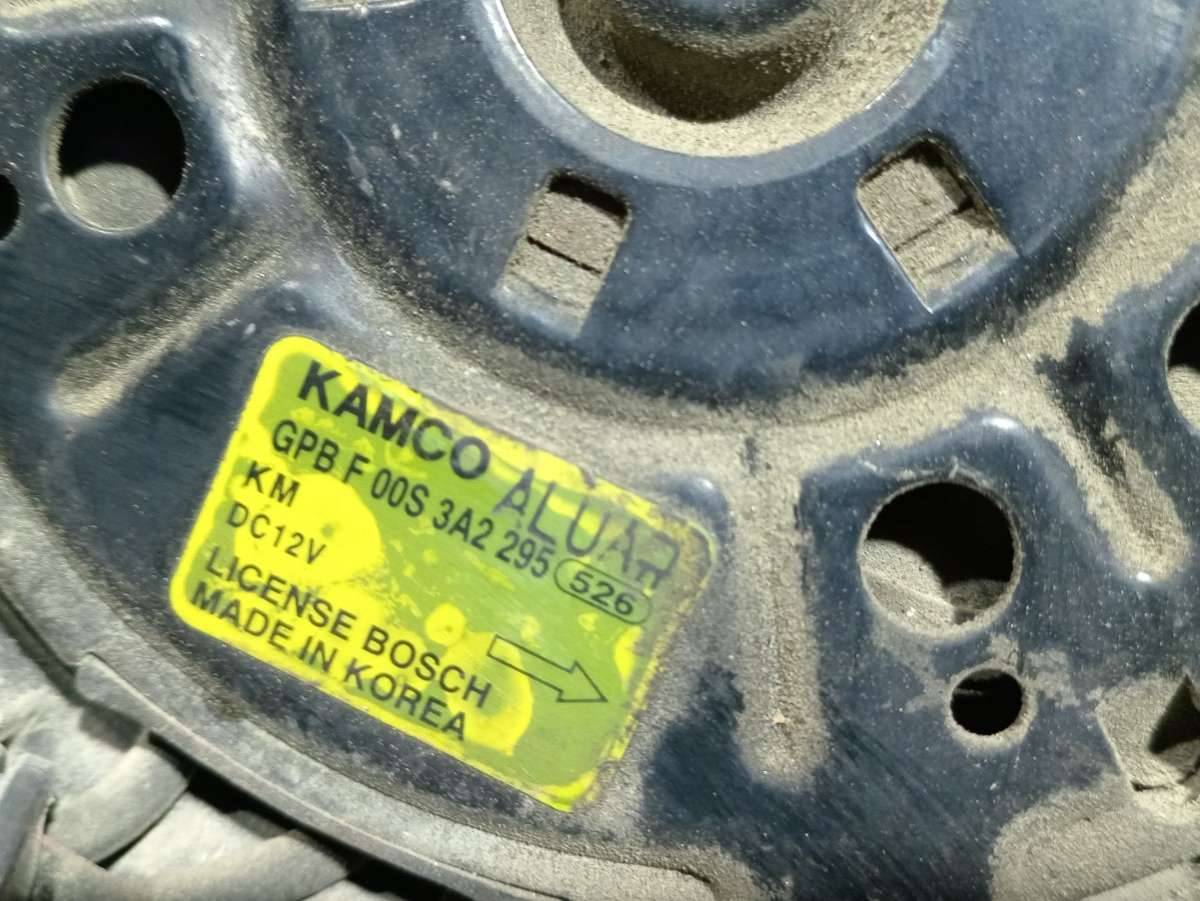 KAMCO ALUAR
GPB F 00S 3A2 295 526
KM
DC12V
LICENSE BOSCH
MADE IN KOREA